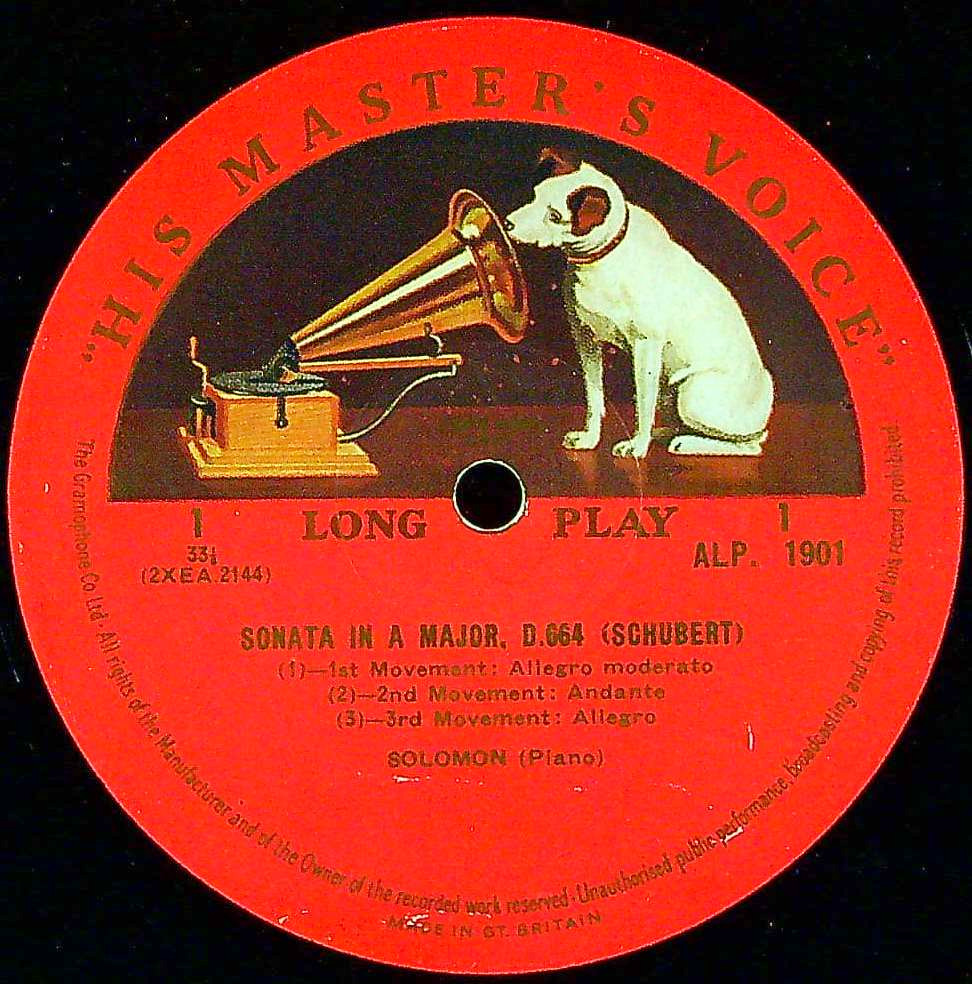 "HIS MASTER'S VOICE"
1 LONG PLAY 1
33⅓
(2XEA.2144)
ALP. 1901
SONATA IN A MAJOR, D.664 (SCHUBERT)
(1)—1st Movement: Allegro moderato
(2)—2nd Movement: Andante
(3)—3rd Movement: Allegro
SOLOMON (Piano)
The Gramophone Co Ltd · All rights of the Manufacturer and of the Owner of the recorded work reserved · Unauthorised public performance, broadcasting and copying of this record prohibited
MADE IN GT. BRITAIN